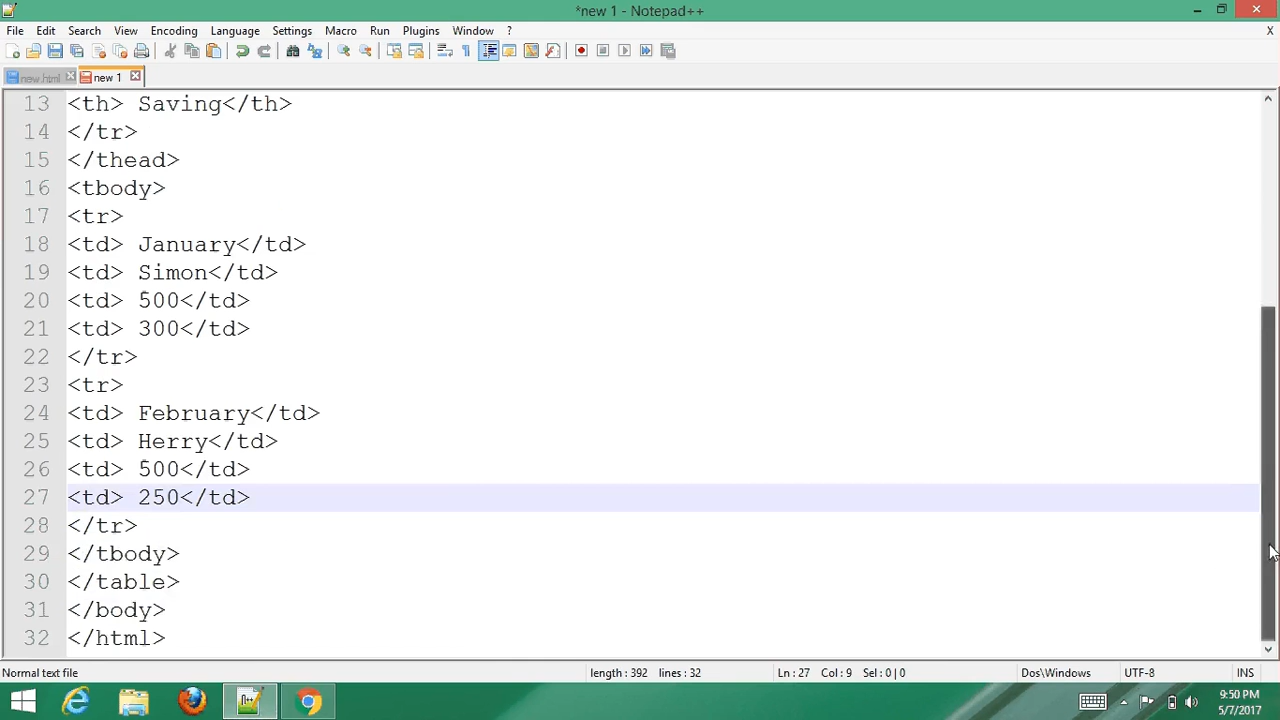 *new 1 - Notepad++
File Edit Search View Encoding Language Settings Macro Run Plugins Window ? X
new.html new 1
13 <th> Saving</th>
14 </tr>
15 </thead>
16 <tbody>
17 <tr>
18 <td> January</td>
19 <td> Simon</td>
20 <td> 500</td>
21 <td> 300</td>
22 </tr>
23 <tr>
24 <td> February</td>
25 <td> Herry</td>
26 <td> 500</td>
27 <td> 250</td>
28 </tr>
29 </tbody>
30 </table>
31 </body>
32 </html>
Normal text file length : 392 lines : 32 Ln : 27 Col : 9 Sel : 0 | 0 Dos\Windows UTF-8 INS
9:50 PM
5/7/2017